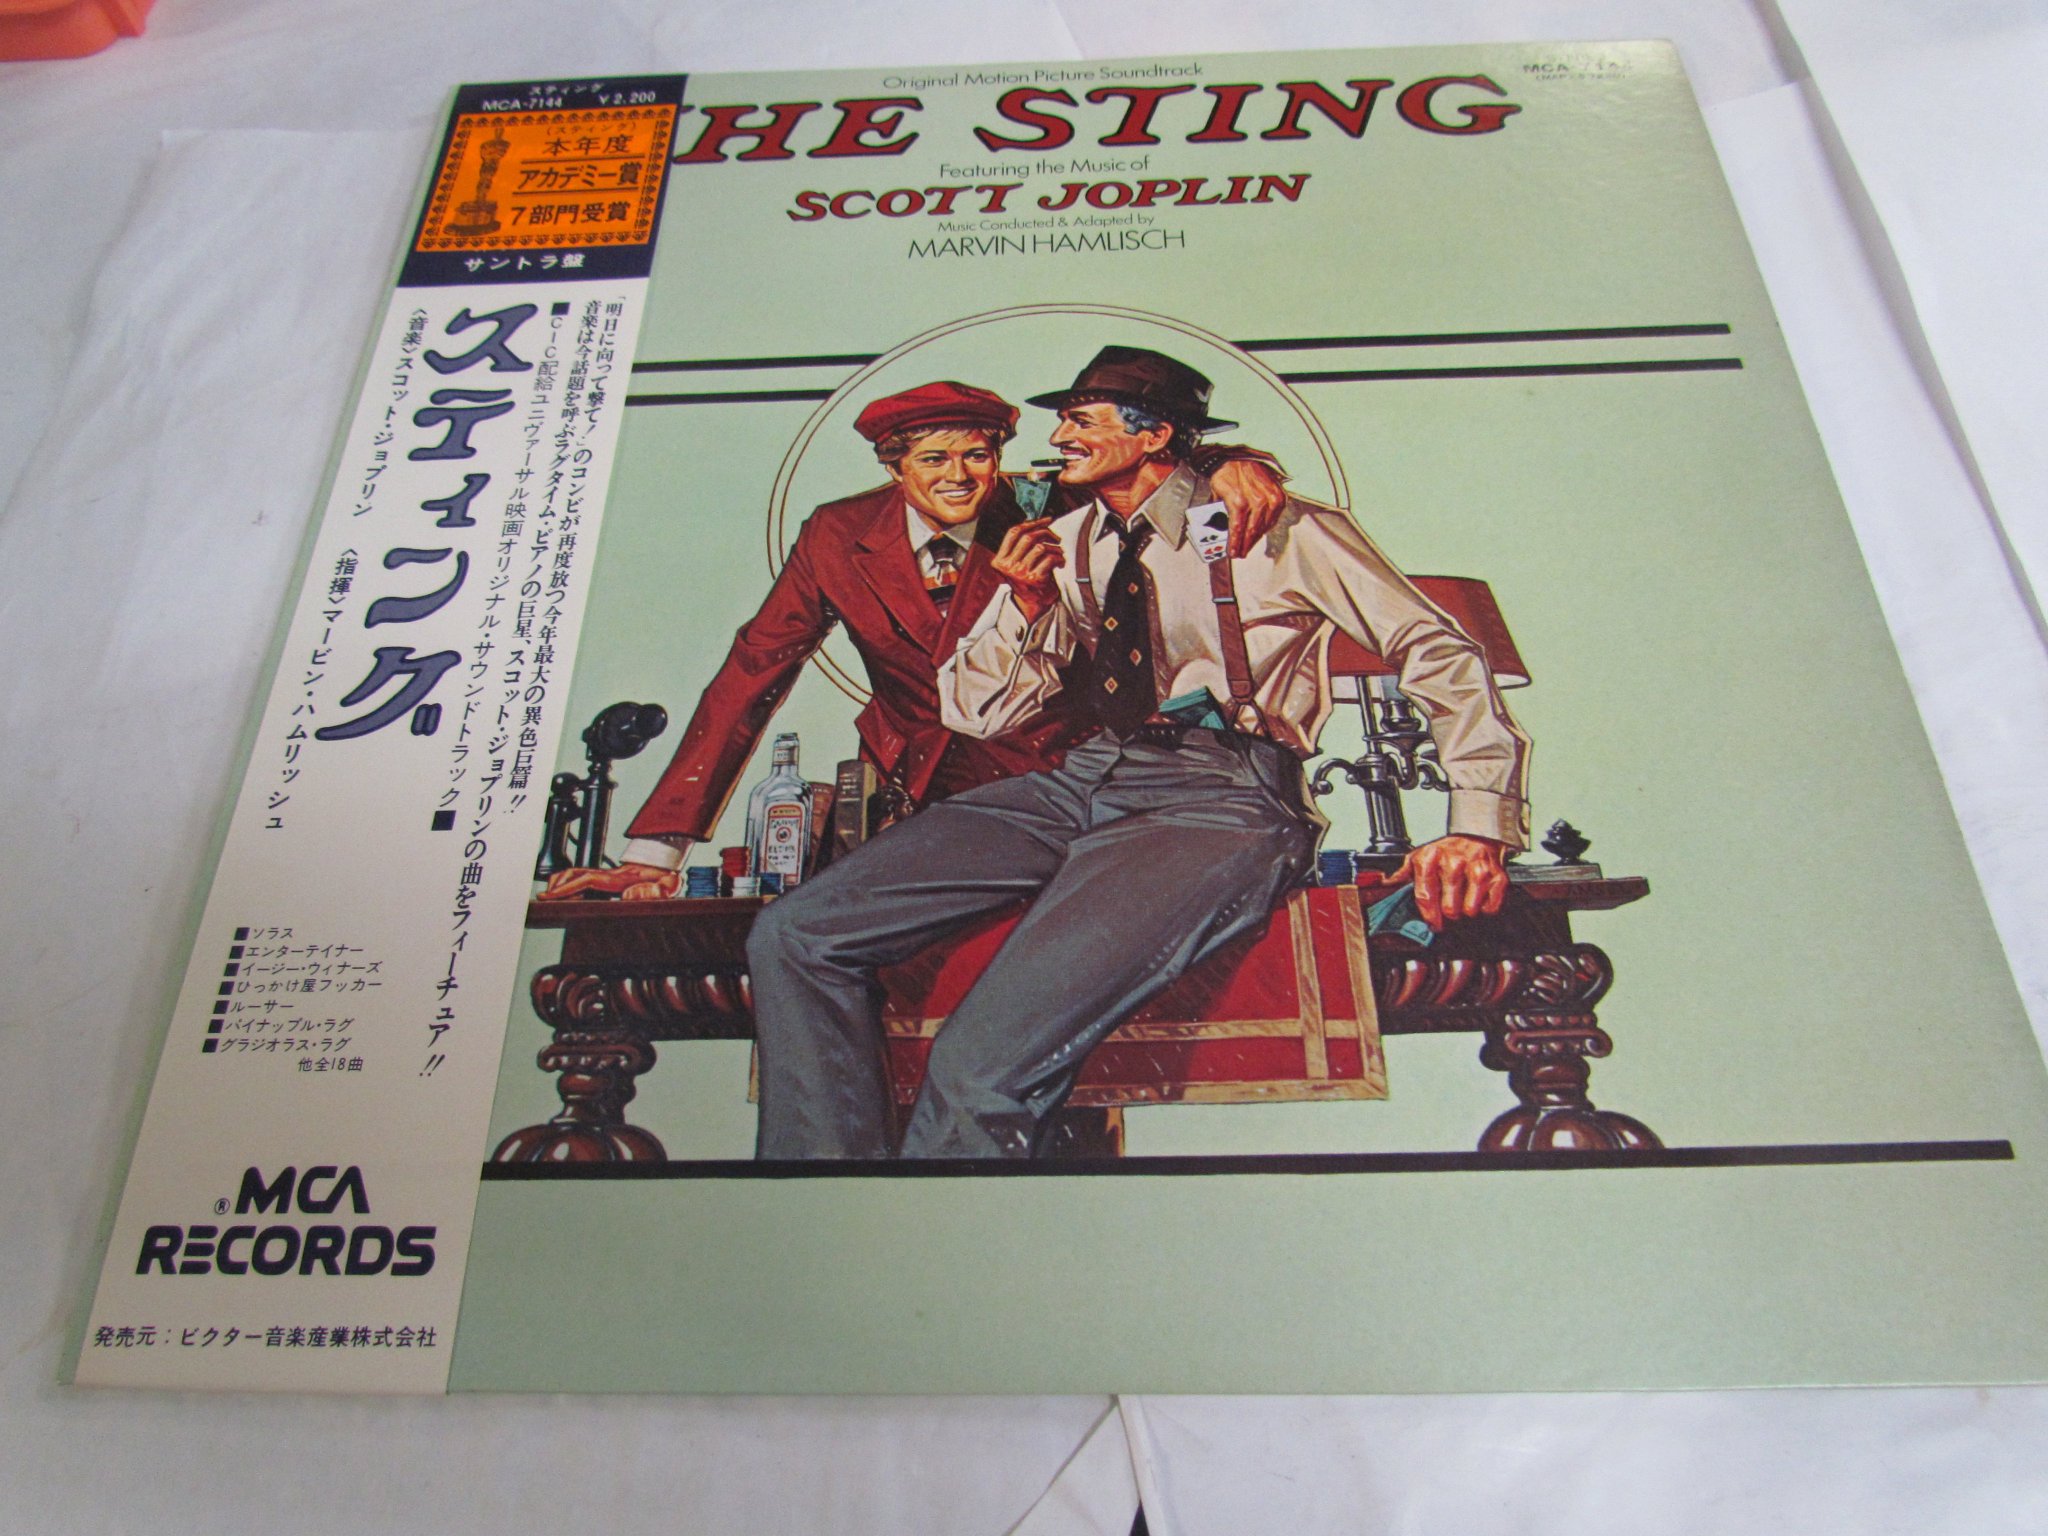 スティング
MCA-7144 ¥2,200
(スティング)
本年度
アカデミー賞
7部門受賞
サントラ盤
「明日に向って撃て!」のコンビが再度放つ今年最大の異色巨篇!!
音楽は今話題を呼ぶラグタイム・ピアノの巨星、スコット・ジョプリンの曲をフィーチュア!!
■CIC配給ユニヴァーサル映画オリジナル・サウンドトラック■
スティング
〈音楽〉スコット・ジョプリン
〈指揮〉マービン・ハムリッシュ
■ソラス
■エンターテイナー
■イージー・ウィナーズ
■ひっかけ屋フッカー
■ルーサー
■パイナップル・ラグ
■グラジオラス・ラグ
他全18曲
® MCA
RECORDS
発売元:ビクター音楽産業株式会社
Original Motion Picture Soundtrack
MCA-7144
HE STING
Featuring the Music of
SCOTT JOPLIN
Music Conducted & Adapted by
MARVIN HAMLISCH